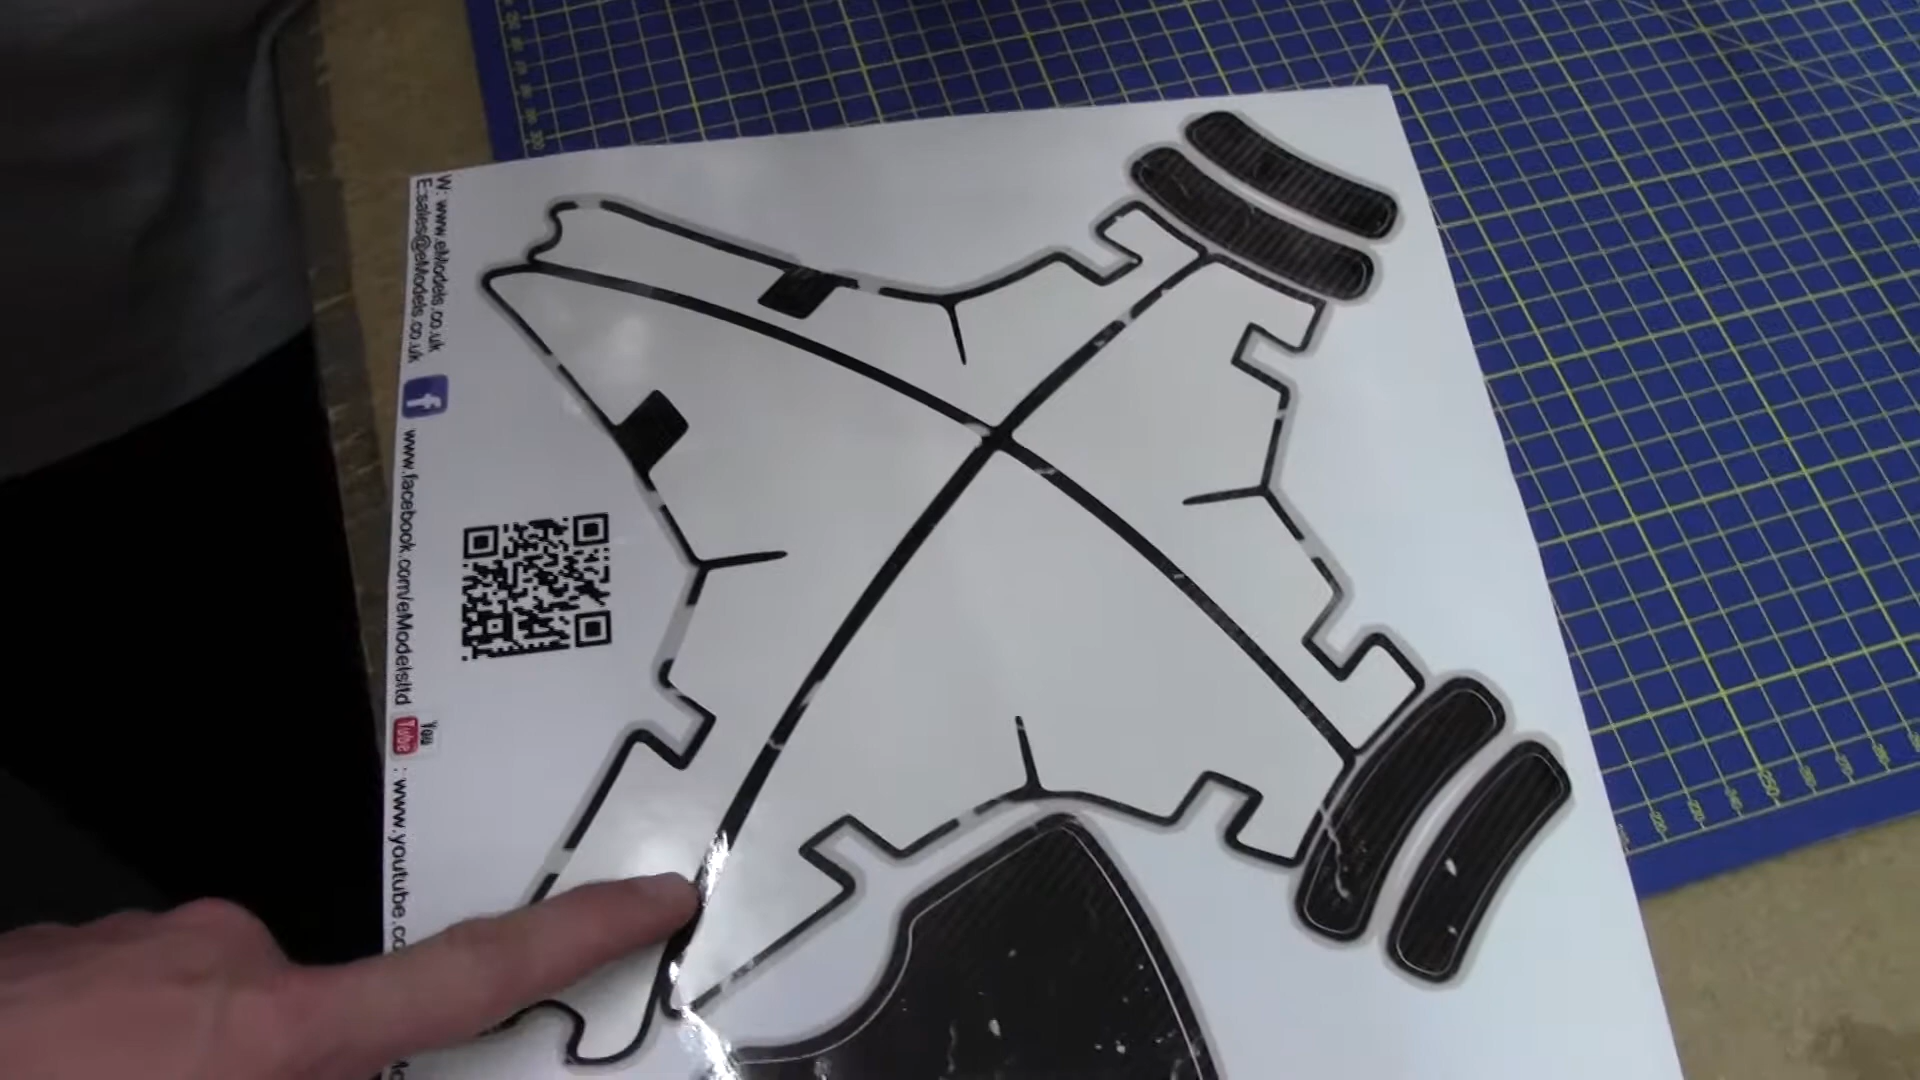 W: www.eModels.co.uk
E:sales@eModels.co.uk
f
www.facebook.com/eModelsltd
You
Tube
: www.youtube.co